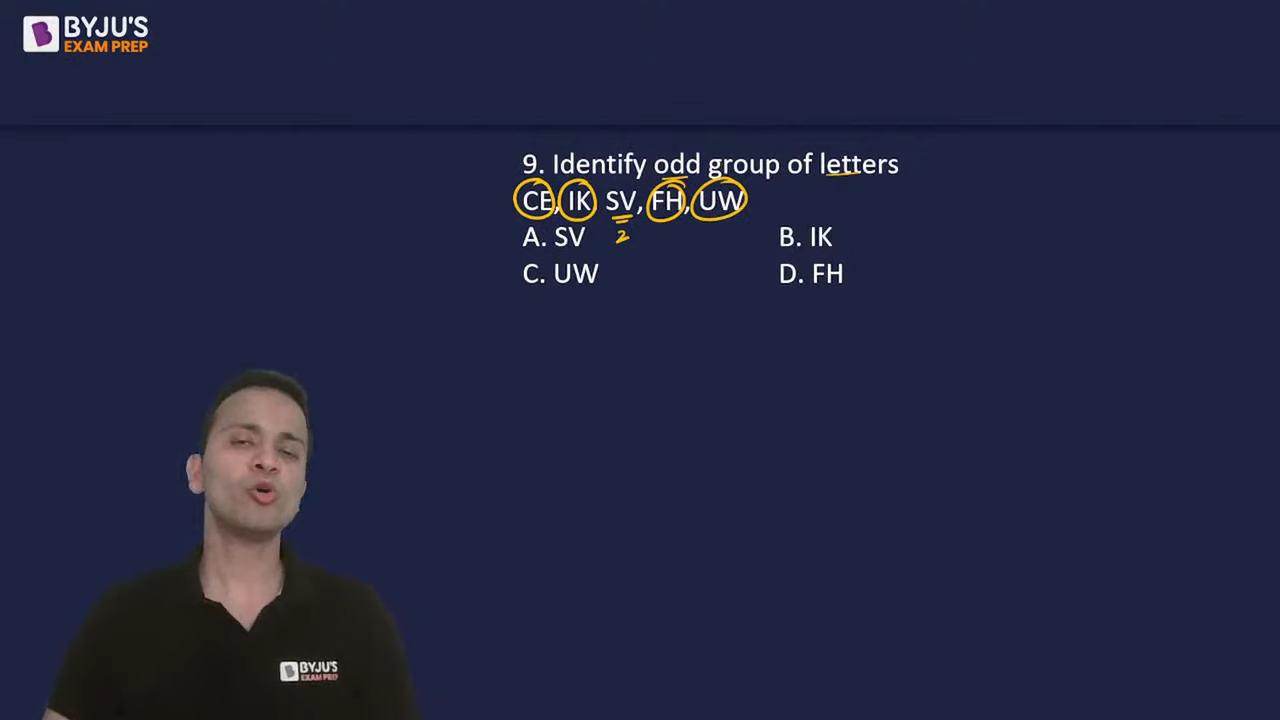 BYJU'S
EXAM PREP
9. Identify odd group of letters
CE, IK SV, FH, UW
2
A. SV B. IK
C. UW D. FH
BYJU'S
EXAM PREP